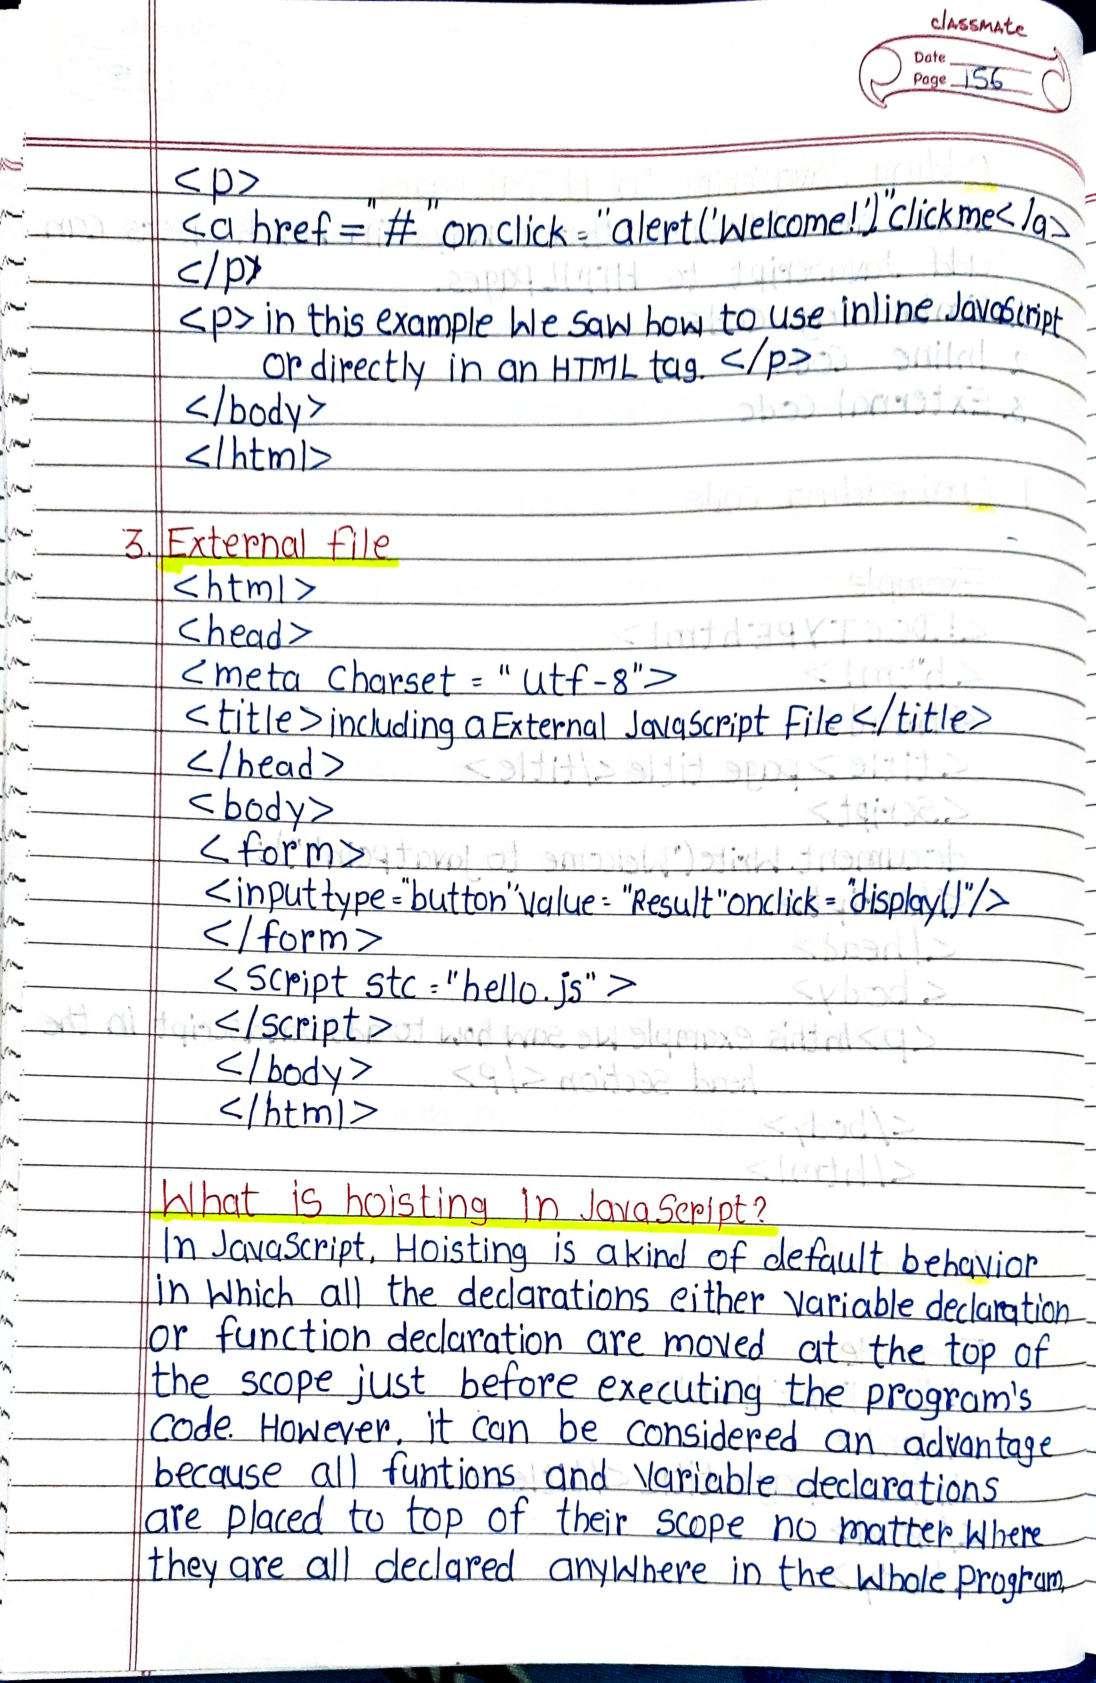 classmate
Date
Page 156
<p>
<a href = "#" onclick = "alert('Welcome!')" clickme</a>
</p>
<p> in this example We saw how to use inline JavaScript
or directly in an HTML tag. </p>
</body>
</html>
3. External file
<html>
<head>
<meta charset = "utf-8">
<title> including a External JavaScript File </title>
</head>
<body>
<form>
<input type = "button" value = "Result" onclick = "display()"/>
</form>
<script stc = "hello.js" >
</script>
</body>
</html>
What is hoisting in JavaScript?
In JavaScript, Hoisting is a kind of default behavior
in which all the declarations either variable declaration
or function declaration are moved at the top of
the scope just before executing the program's
code. However, it can be considered an advantage
because all funtions and variable declarations
are placed to top of their scope no matter where
they are all declared anywhere in the whole program,